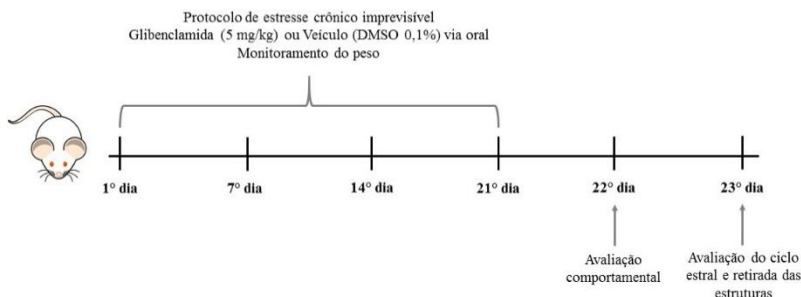 Protocolo de estresse crônico imprevisível
Glibenclamida (5 mg/kg) ou Veículo (DMSO 0,1%) via oral
Monitoramento do peso
1° dia
7° dia
14° dia
21° dia
22° dia
23° dia
Avaliação
comportamental
Avaliação do ciclo
estral e retirada das
estruturas